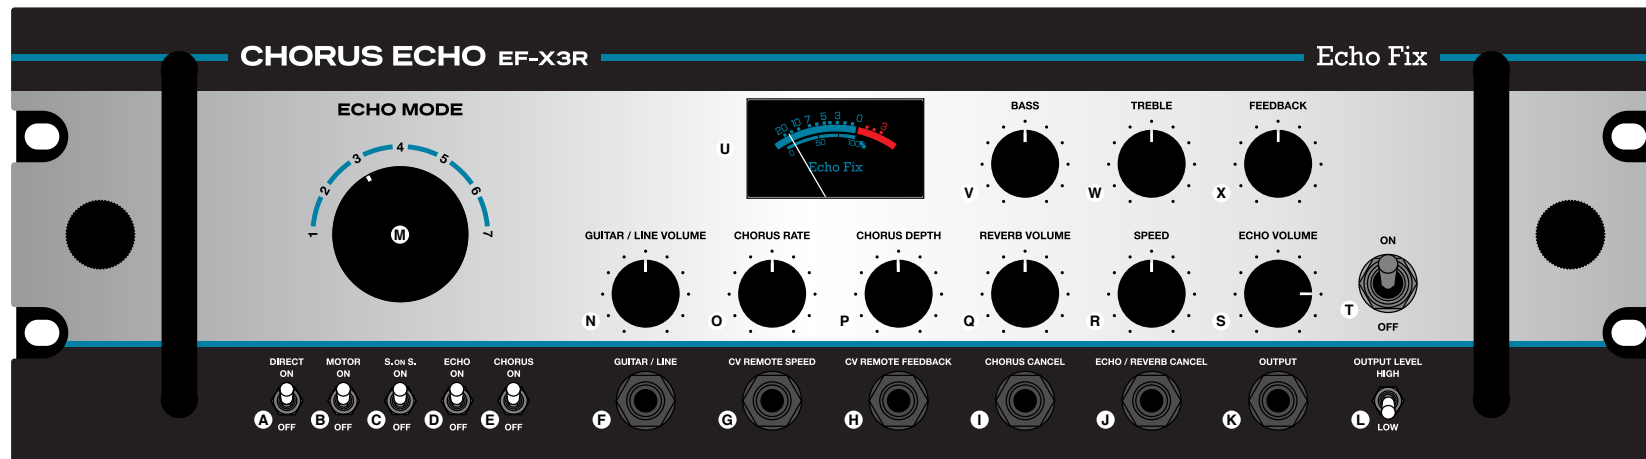 CHORUS ECHO EF-X3R
Echo Fix
ECHO MODE
1 2 3 4 5 6 7
M
U
20 10 7 5 3 0 3
0 50 100%
Echo Fix
BASS
TREBLE
FEEDBACK
V
W
X
GUITAR / LINE VOLUME
CHORUS RATE
CHORUS DEPTH
REVERB VOLUME
SPEED
ECHO VOLUME
ON
T
OFF
N
O
P
Q
R
S
DIRECT
ON
A
OFF
MOTOR
ON
B
OFF
S. ON S.
ON
C
OFF
ECHO
ON
D
OFF
CHORUS
ON
E
OFF
GUITAR / LINE
F
CV REMOTE SPEED
G
CV REMOTE FEEDBACK
H
CHORUS CANCEL
I
ECHO / REVERB CANCEL
J
OUTPUT
K
OUTPUT LEVEL
HIGH
L
LOW